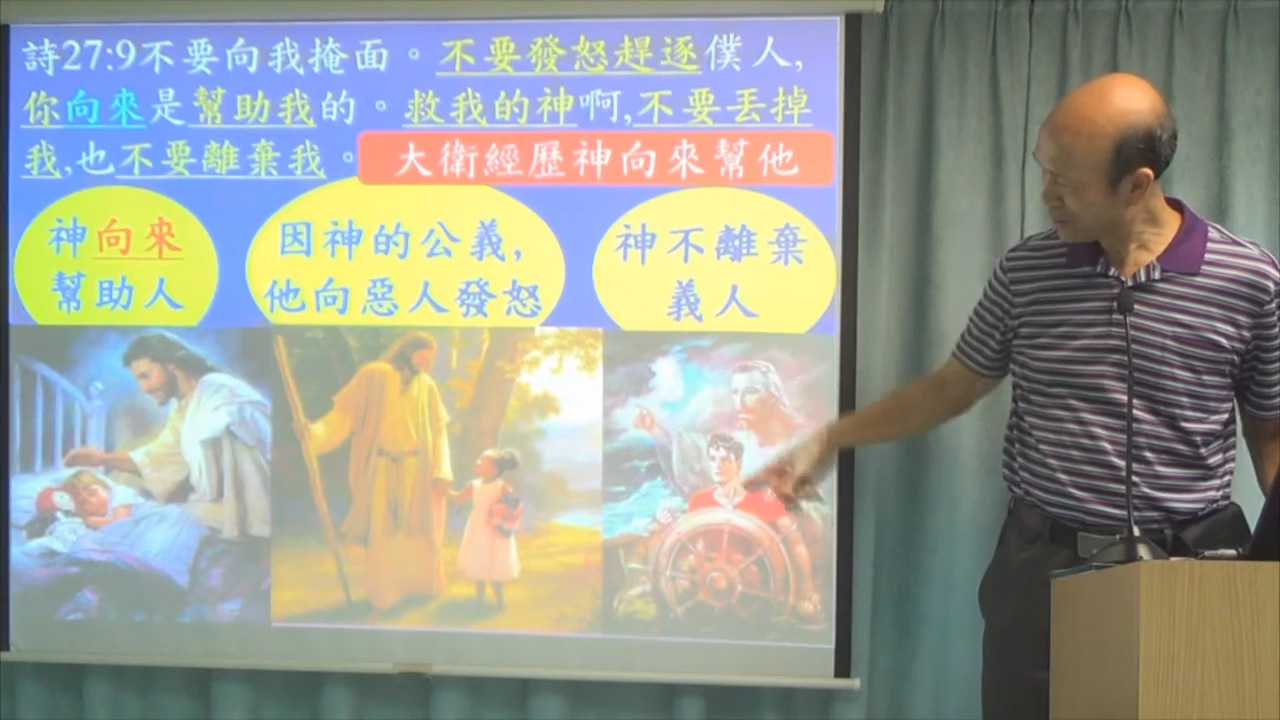 詩27:9不要向我掩面。不要發怒趕逐僕人,
你向來是幫助我的。救我的神啊,不要丟掉
我,也不要離棄我。
大衛經歷神向來幫他
神向來
幫助人
因神的公義,
他向惡人發怒
神不離棄
義人